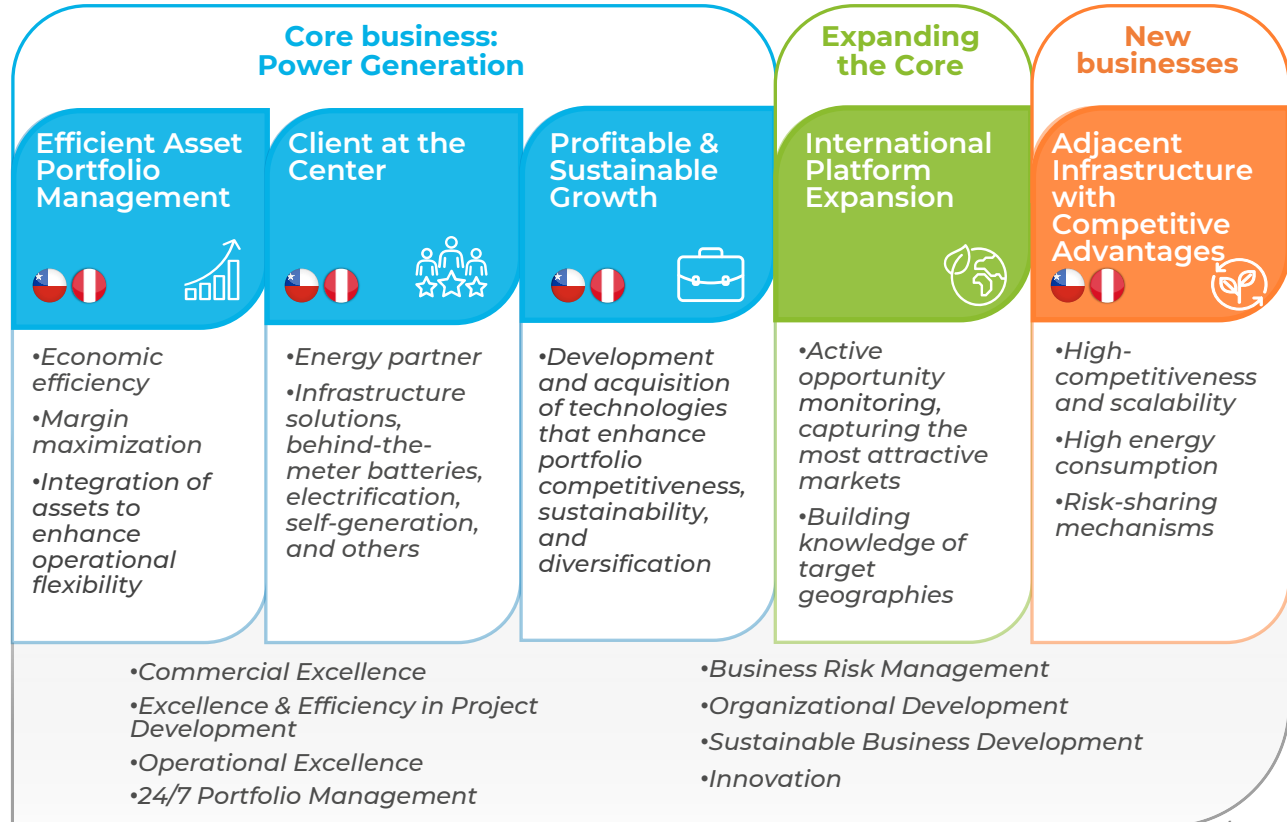 Core business:
Power Generation
Expanding
the Core
New
businesses
Efficient Asset
Portfolio
Management
Client at the
Center
Profitable &
Sustainable
Growth
International
Platform
Expansion
Adjacent
Infrastructure
with
Competitive
Advantages
•Economic
efficiency
•Margin
maximization
•Integration of
assets to
enhance
operational
flexibility
•Energy partner
•Infrastructure
solutions,
behind-the-
meter batteries,
electrification,
self-generation,
and others
•Development
and acquisition
of technologies
that enhance
portfolio
competitiveness,
sustainability,
and
diversification
•Active
opportunity
monitoring,
capturing the
most attractive
markets
•Building
knowledge of
target
geographies
•High-
competitiveness
and scalability
•High energy
consumption
•Risk-sharing
mechanisms
•Commercial Excellence
•Excellence & Efficiency in Project
Development
•Operational Excellence
•24/7 Portfolio Management
•Business Risk Management
•Organizational Development
•Sustainable Business Development
•Innovation